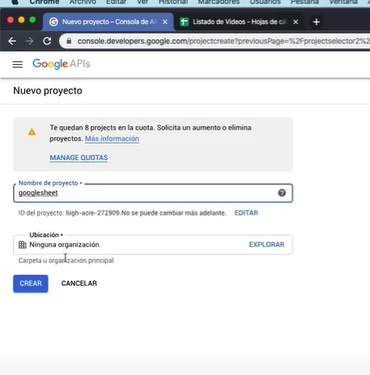 Chrome Archivo Editar Ver Historial Marcadores Usuarios Pestaña Ventana
Nuevo proyecto – Consola de AP
Listado de Videos - Hojas de cá
console.developers.google.com/projectcreate?previousPage=%2Fprojectselector2%2
Google APIs
Nuevo proyecto
Te quedan 8 projects en la cuota. Solicita un aumento o elimina
proyectos. Más información
MANAGE QUOTAS
Nombre de proyecto *
googlesheet
ID del proyecto: high-acre-272909.No se puede cambiar más adelante. EDITAR
Ubicación *
Ninguna organización EXPLORAR
Carpeta u organización principal
CREAR CANCELAR